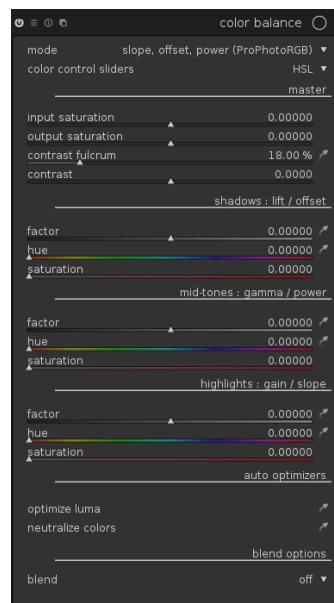 color balance
mode slope, offset, power (ProPhotoRGB)
color control sliders HSL
master
input saturation 0.00000
output saturation 0.00000
contrast fulcrum 18.00 %
contrast 0.0000
shadows : lift / offset
factor 0.00000
hue 0.00000
saturation 0.00000
mid-tones : gamma / power
factor 0.00000
hue 0.00000
saturation 0.00000
highlights : gain / slope
factor 0.00000
hue 0.00000
saturation 0.00000
auto optimizers
optimize luma
neutralize colors
blend options
blend off